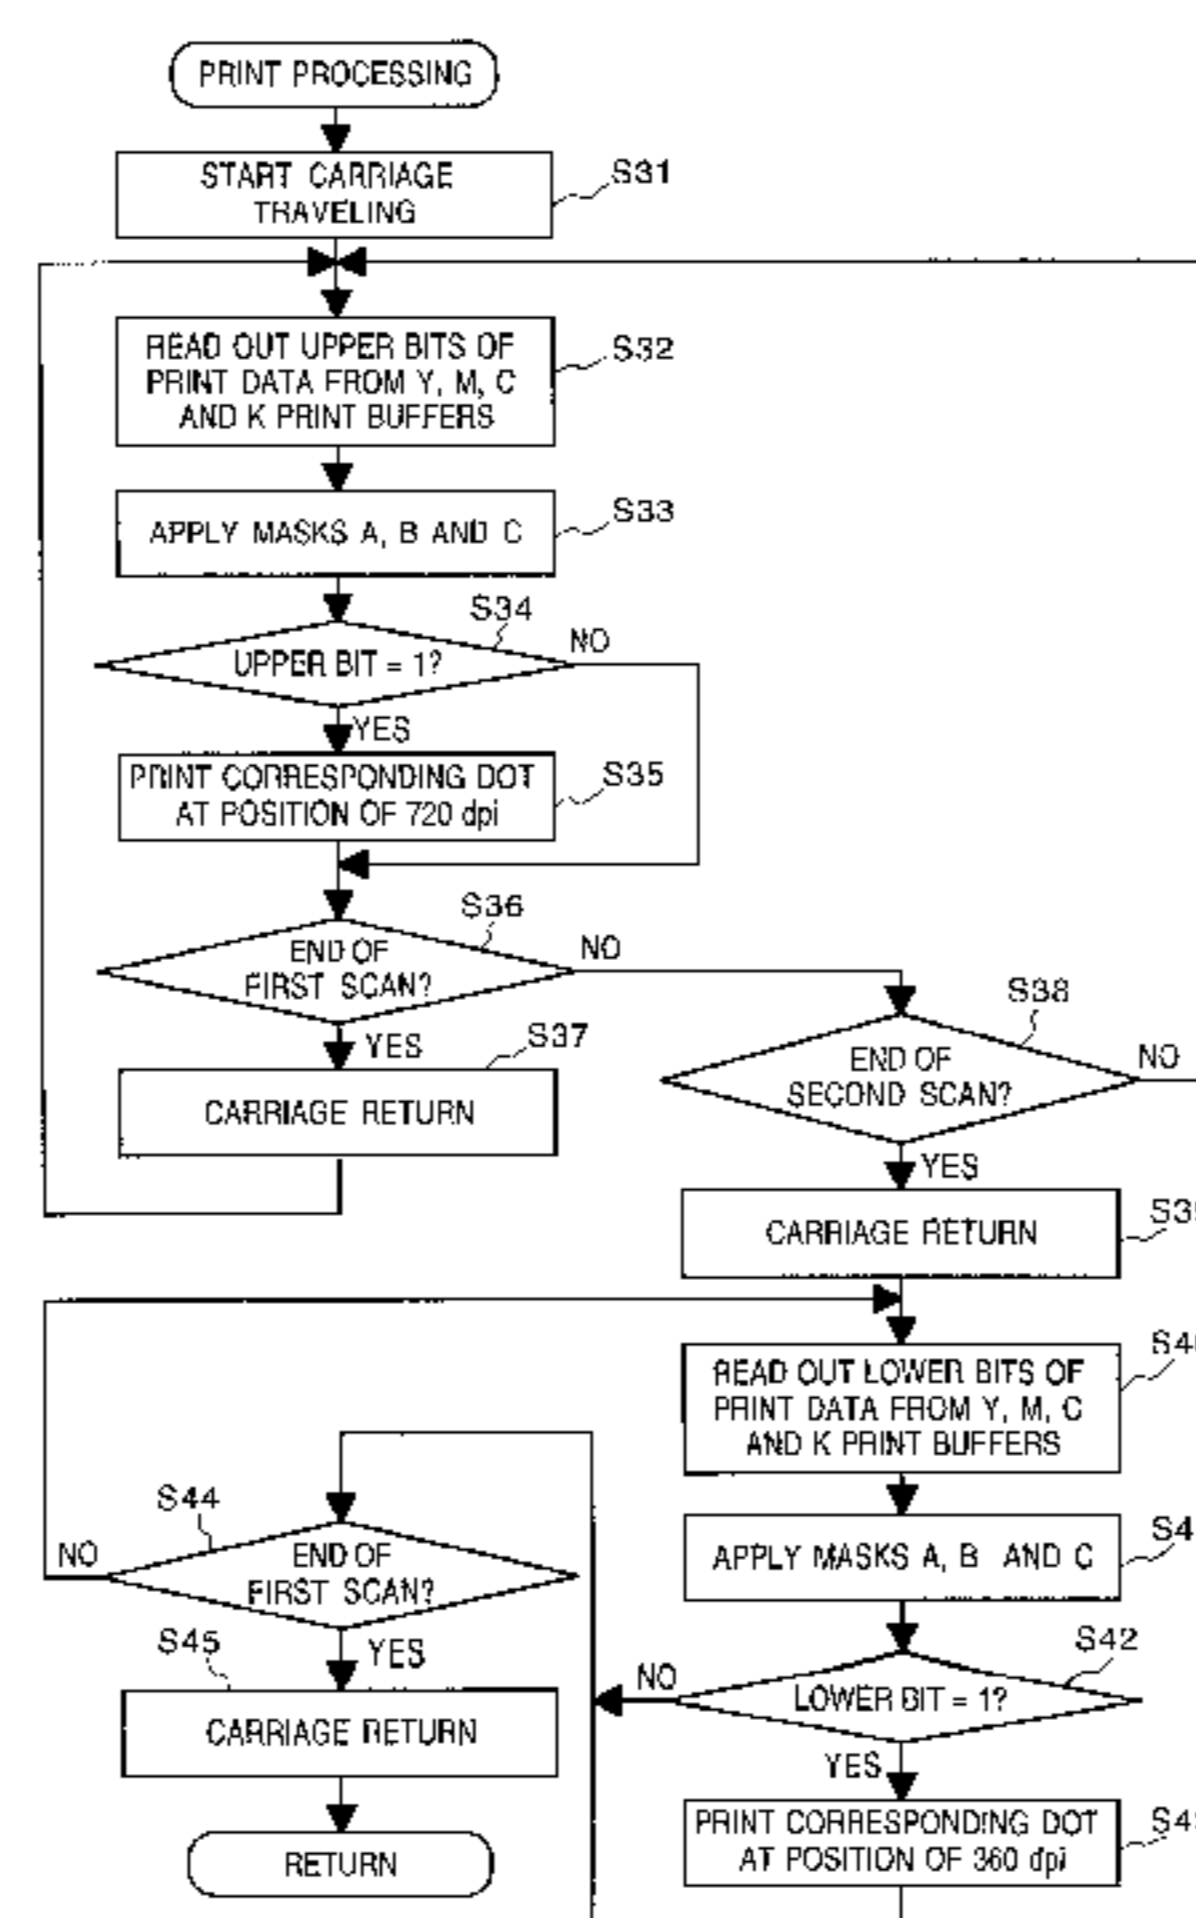 PRINT PROCESSING
START CARRIAGE
TRAVELING
S31
READ OUT UPPER BITS OF
PRINT DATA FROM Y, M, C
AND K PRINT BUFFERS
S32
APPLY MASKS A, B AND C
S33
S34
UPPER BIT = 1?
NO
YES
PRINT CORRESPONDING DOT
AT POSITION OF 720 dpi
S35
S36
END OF
FIRST SCAN?
NO
YES
S37
CARRIAGE RETURN
S38
END OF
SECOND SCAN?
NO
YES
CARRIAGE RETURN
READ OUT LOWER BITS OF
PRINT DATA FROM Y, M, C
AND K PRINT BUFFERS
APPLY MASKS A, B AND C
S42
LOWER BIT = 1?
NO
YES
PRINT CORRESPONDING DOT
AT POSITION OF 360 dpi
S44
END OF
FIRST SCAN?
NO
YES
S45
CARRIAGE RETURN
RETURN